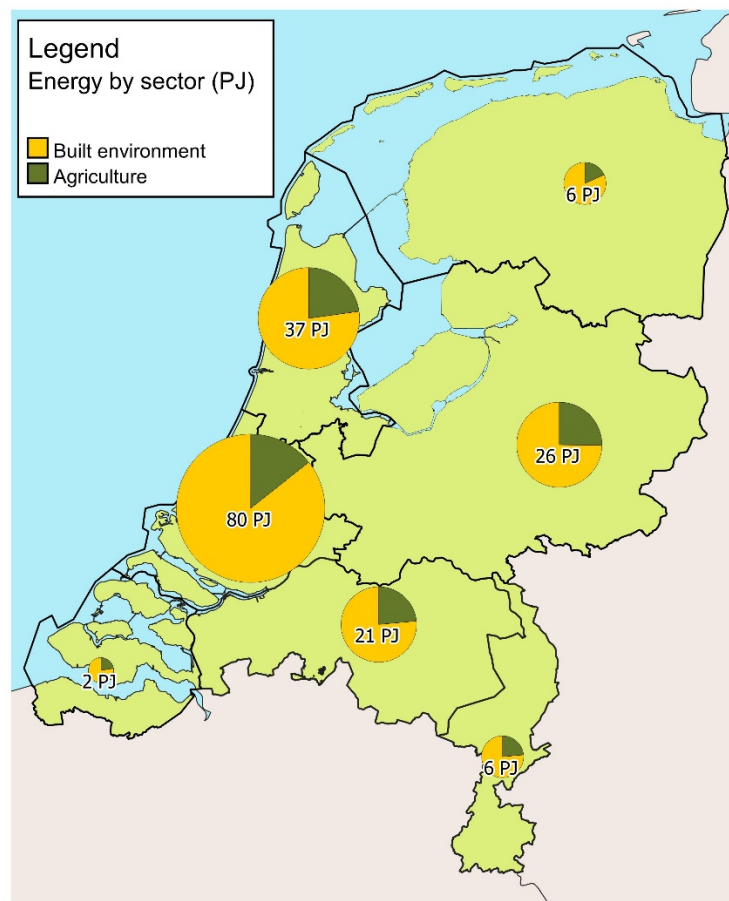 Legend
Energy by sector (PJ)
Built environment
Agriculture
6 PJ
37 PJ
26 PJ
80 PJ
21 PJ
2 PJ
6 PJ